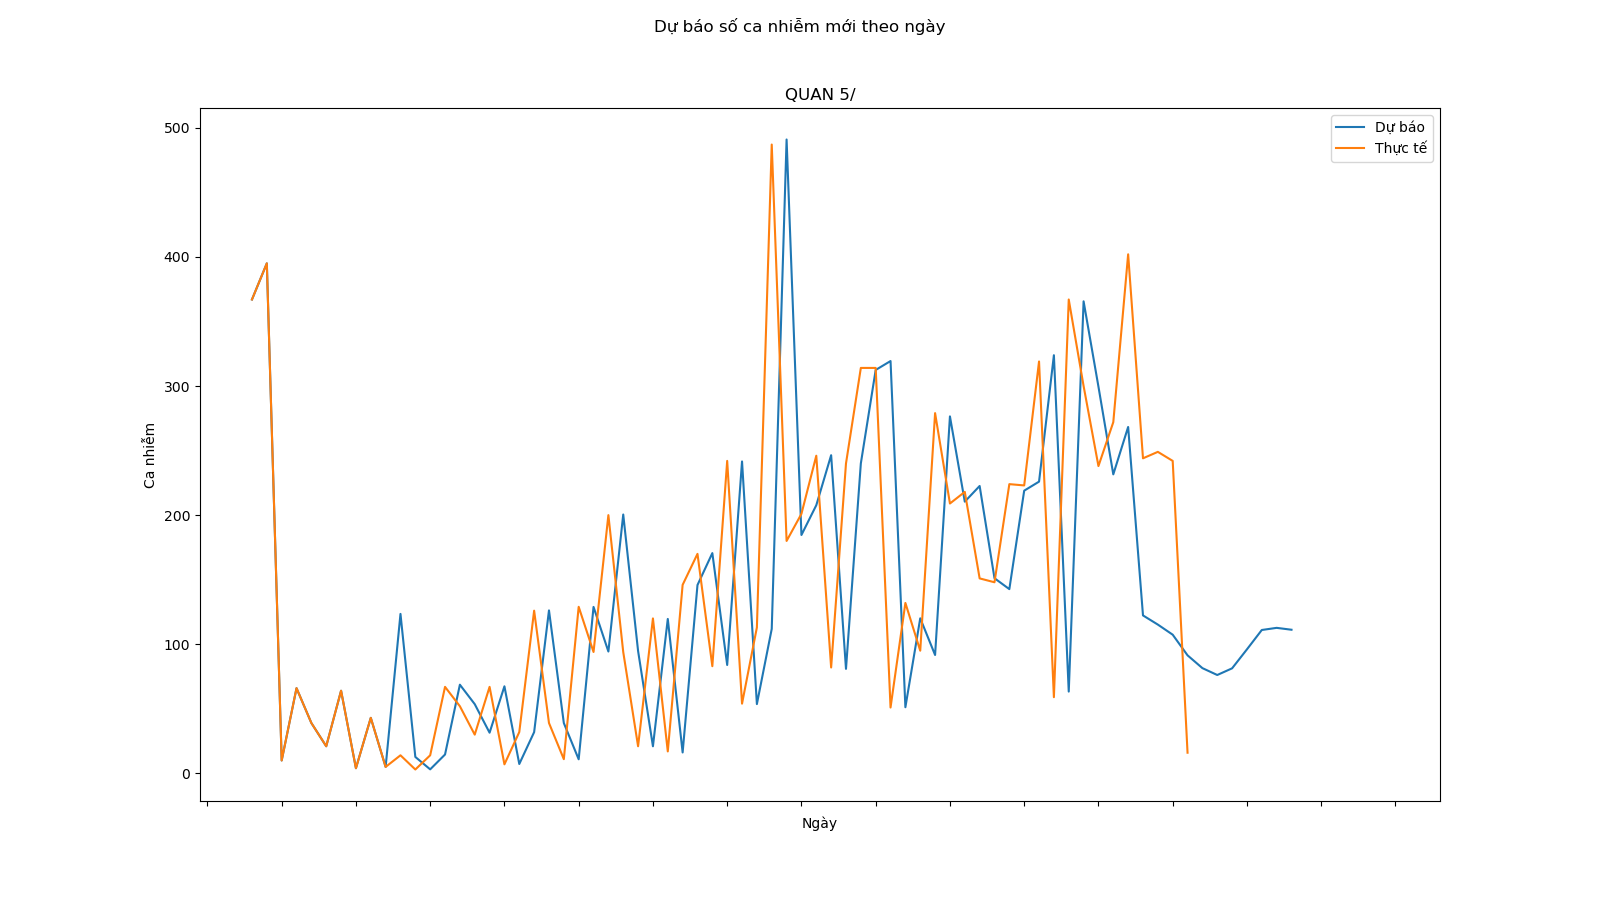 Dự báo số ca nhiễm mới theo ngày
QUAN 5/
Dự báo
Thực tế
500
400
300
200
100
0
Ca nhiễm
Ngày